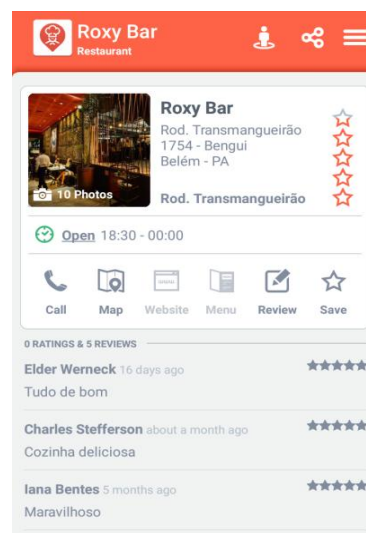 Roxy Bar
Restaurant
Roxy Bar
Rod. Transmangueirão
1754 - Bengui
Belém - PA
10 Photos
Rod. Transmangueirão
Open 18:30 - 00:00
Call Map Website Menu Review Save
0 RATINGS & 5 REVIEWS
Elder Werneck 16 days ago
Tudo de bom
Charles Stefferson about a month ago
Cozinha deliciosa
Iana Bentes 5 months ago
Maravilhoso